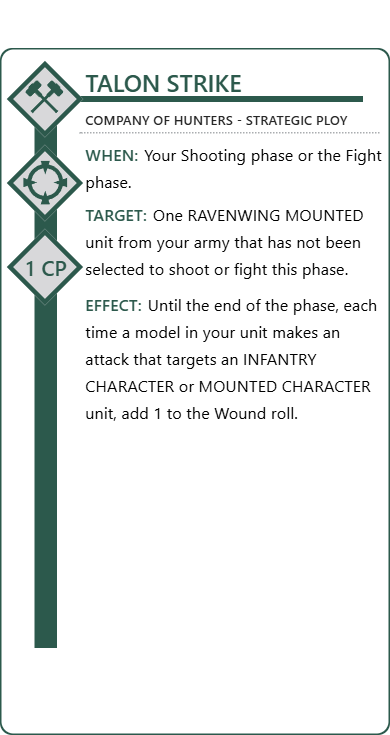 TALON STRIKE
COMPANY OF HUNTERS - STRATEGIC PLOY
WHEN: Your Shooting phase or the Fight
phase.
TARGET: One RAVENWING MOUNTED
unit from your army that has not been
selected to shoot or fight this phase.
1 CP
EFFECT: Until the end of the phase, each
time a model in your unit makes an
attack that targets an INFANTRY
CHARACTER or MOUNTED CHARACTER
unit, add 1 to the Wound roll.